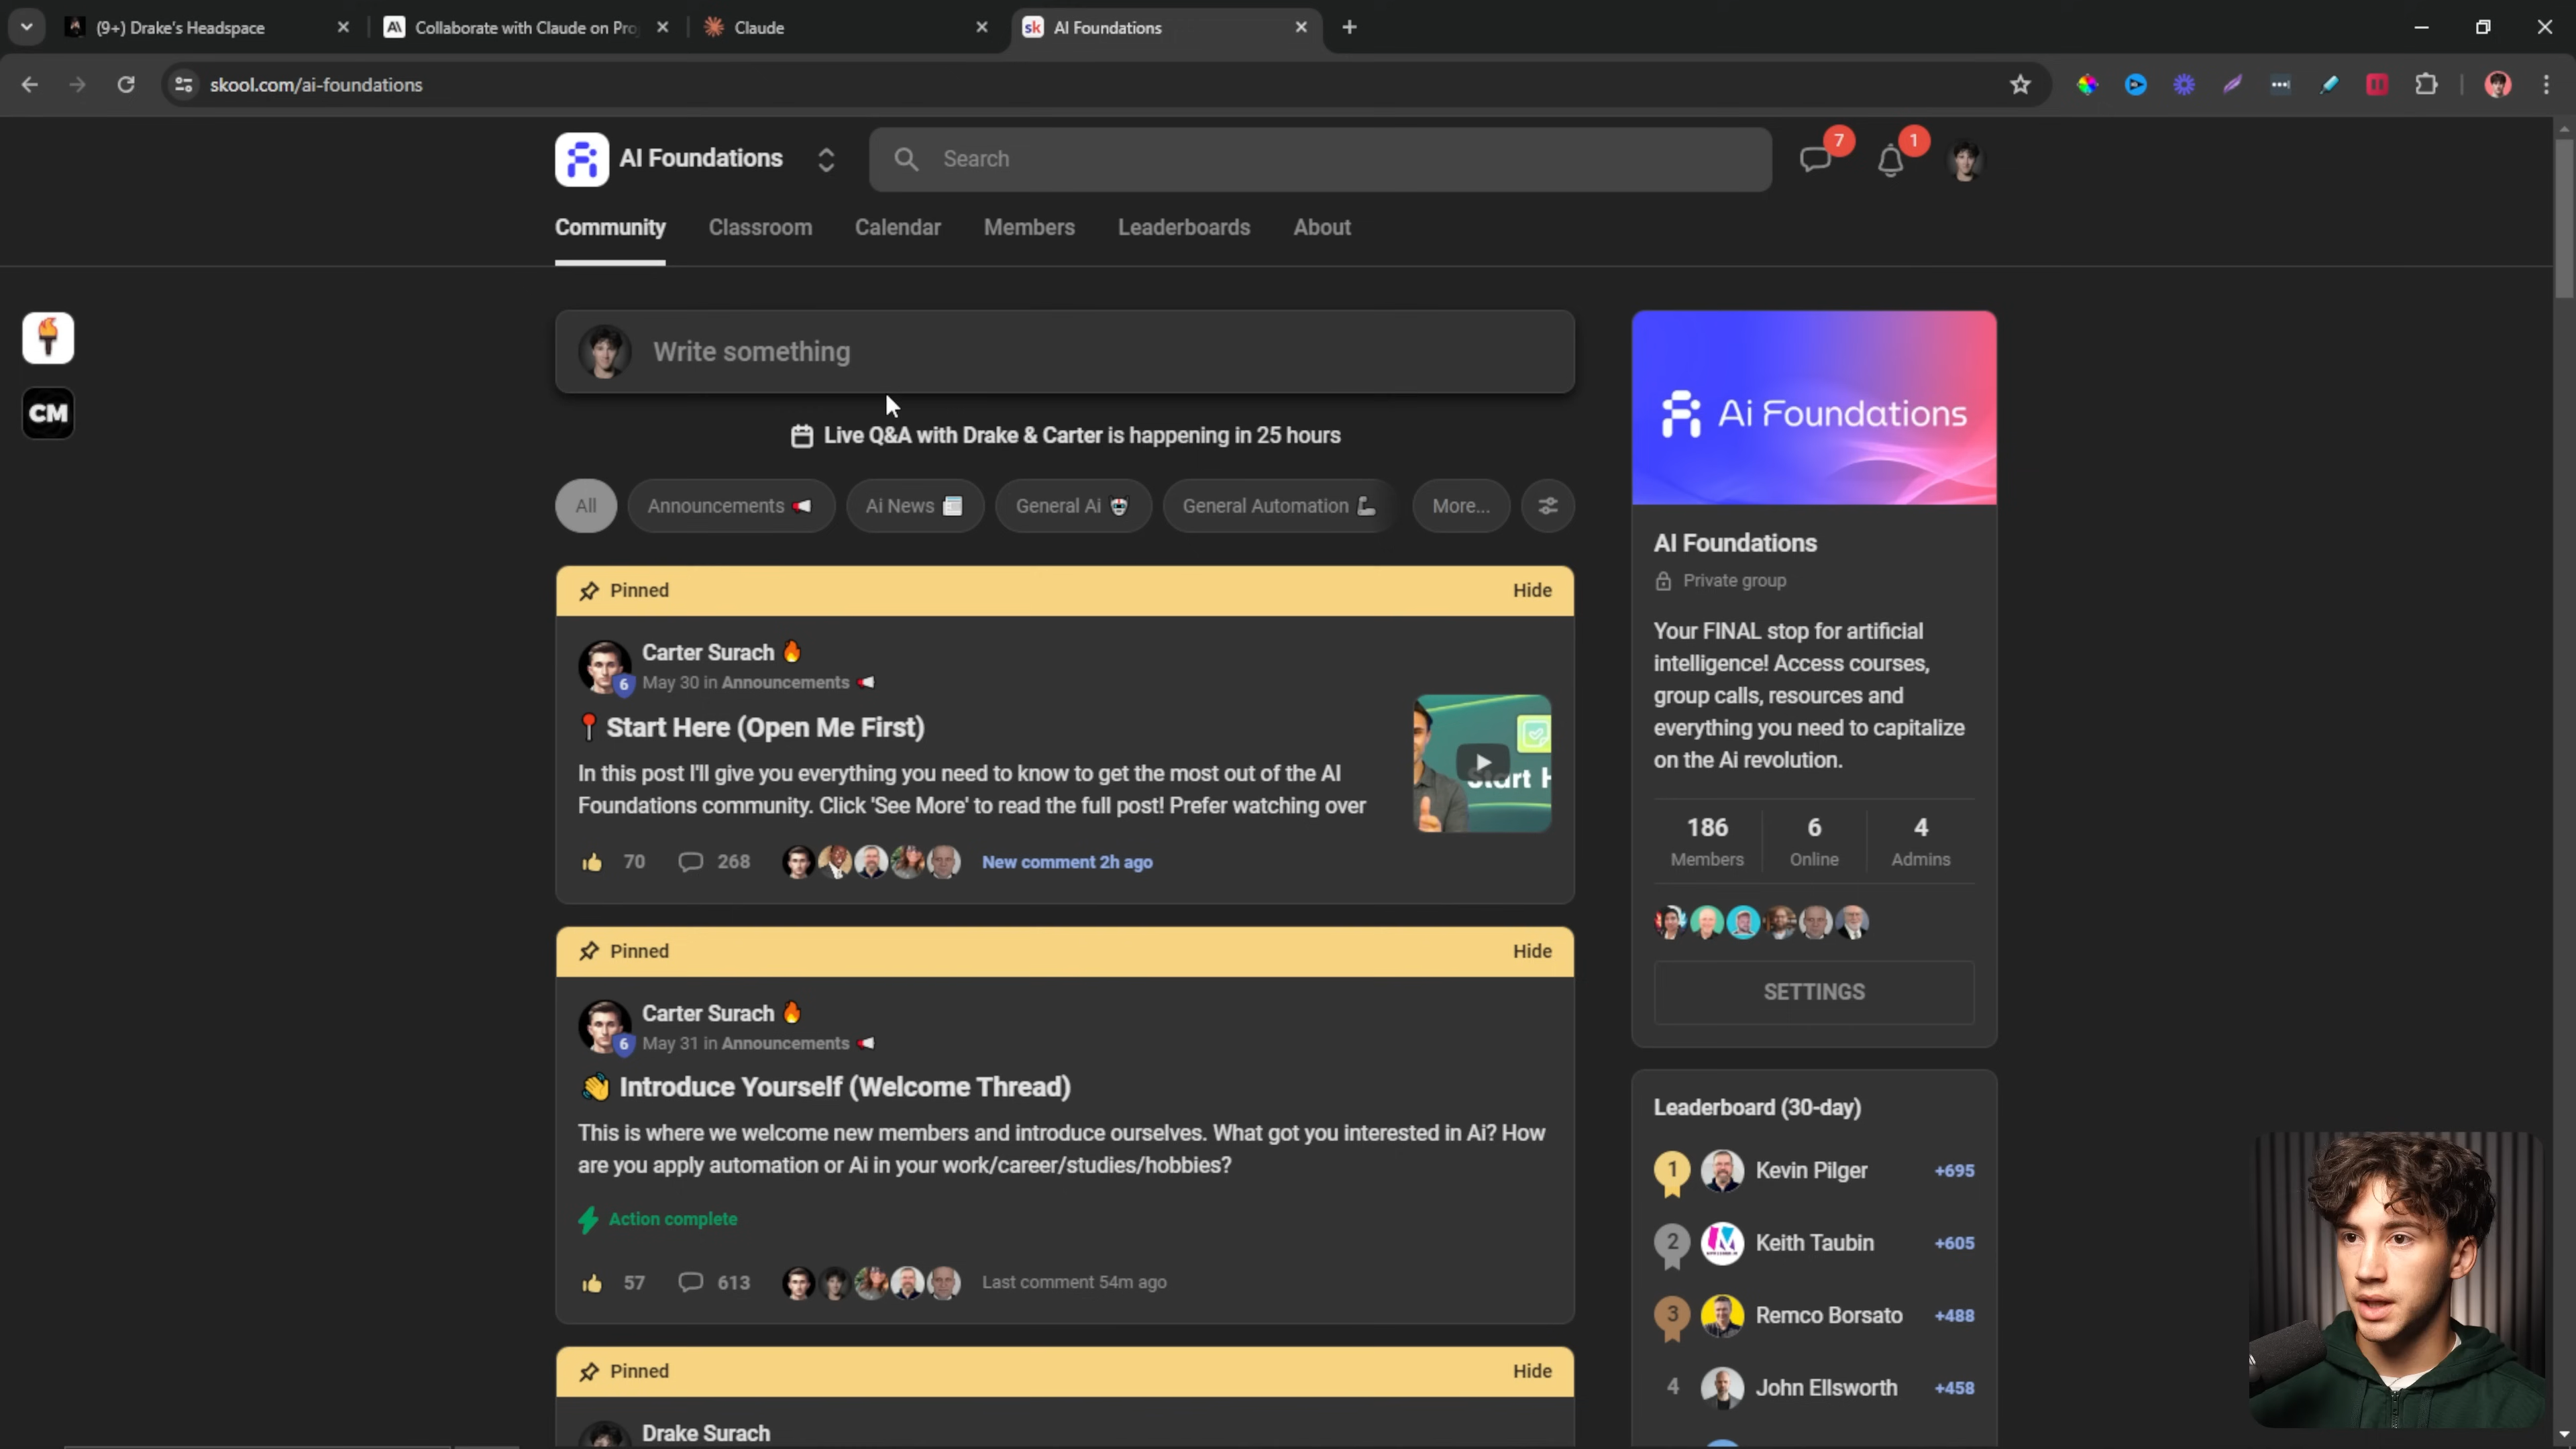 (9+) Drake's Headspace
Collaborate with Claude on Pro
Claude
sk
AI Foundations
skool.com/ai-foundations
AI Foundations
Search
7
1
Community
Classroom
Calendar
Members
Leaderboards
About
CM
Write something
Live Q&A with Drake & Carter is happening in 25 hours
All
Announcements
Ai News
General Ai
General Automation
More...
Pinned
Hide
Carter Surach
6
May 30 in Announcements
Start Here (Open Me First)
In this post I'll give you everything you need to know to get the most out of the AI
Foundations community. Click 'See More' to read the full post! Prefer watching over
70
268
New comment 2h ago
Pinned
Hide
Carter Surach
6
May 31 in Announcements
Introduce Yourself (Welcome Thread)
This is where we welcome new members and introduce ourselves. What got you interested in Ai? How
are you apply automation or Ai in your work/career/studies/hobbies?
Action complete
57
613
Last comment 54m ago
Pinned
Hide
Drake Surach
Ai Foundations
AI Foundations
Private group
Your FINAL stop for artificial
intelligence! Access courses,
group calls, resources and
everything you need to capitalize
on the Ai revolution.
186
Members
6
Online
4
Admins
SETTINGS
Leaderboard (30-day)
1
Kevin Pilger
+695
2
Keith Taubin
+605
3
Remco Borsato
+488
4
John Ellsworth
+458